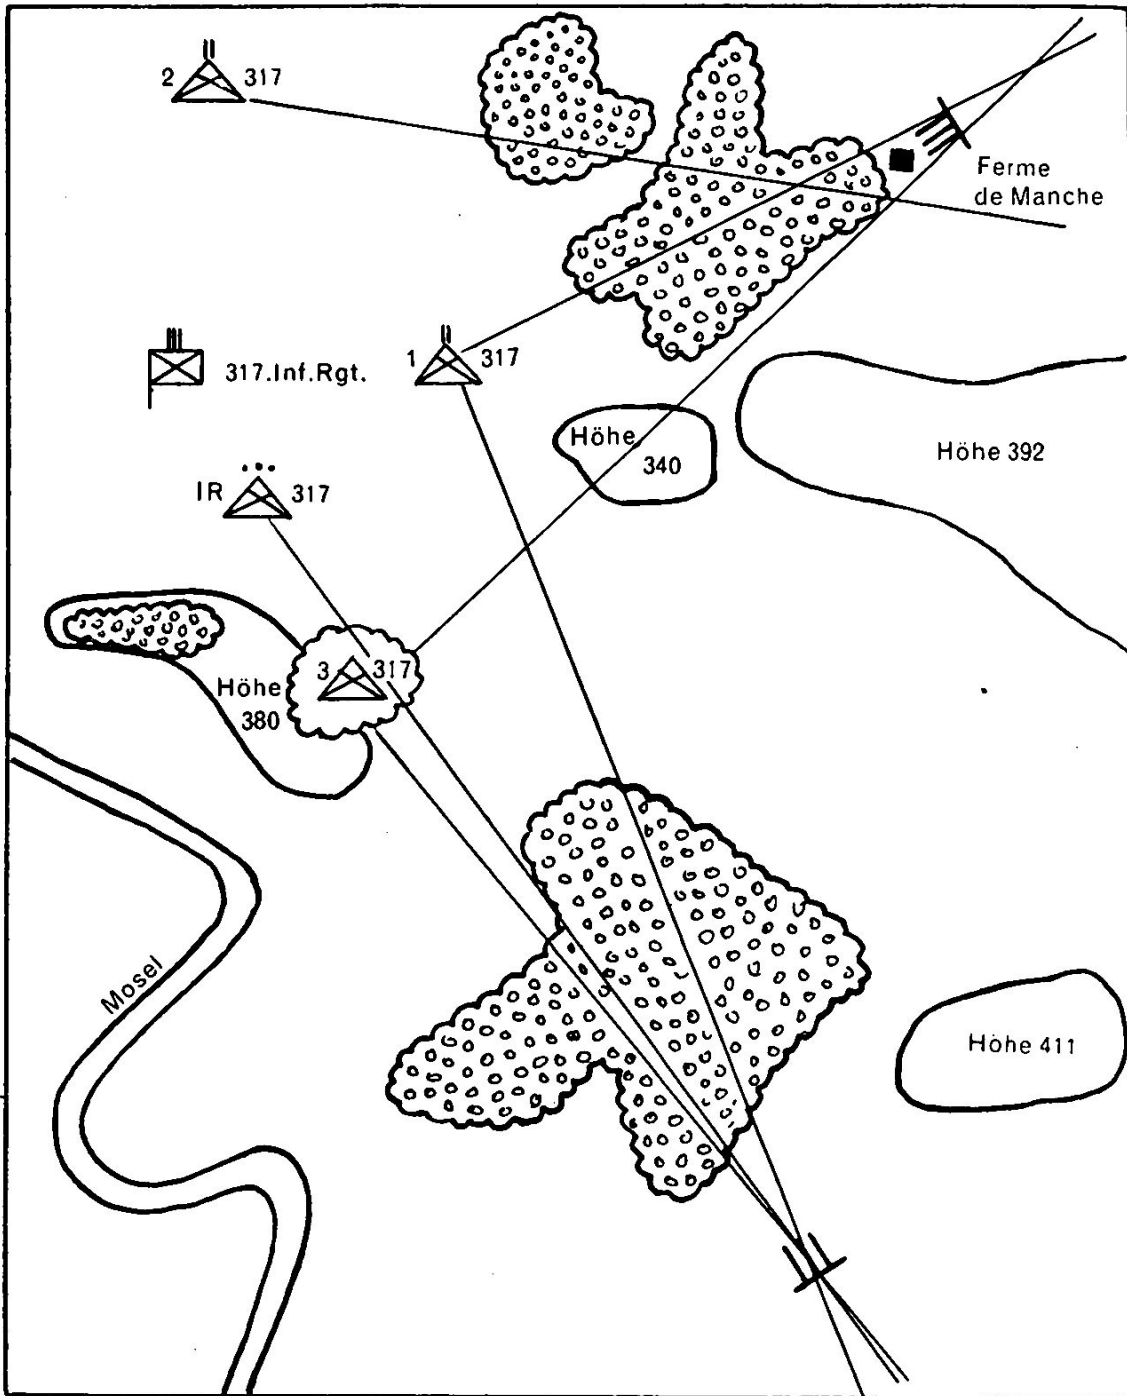 2 317
Ferme
de Manche
317.Inf.Rgt.
1 317
Höhe
340
Höhe 392
IR 317
3 317
Höhe
380
Mosel
Höhe 411